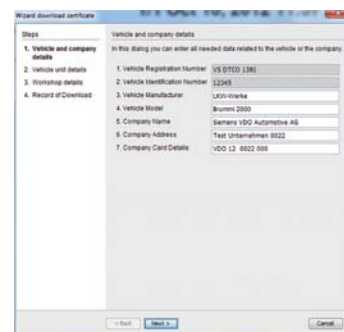 Wizard download certificate
Steps
1. Vehicle and company details
2. Vehicle unit details
3. Workshop details
4. Record of Download
Vehicle and company details
In this dialog you can enter all needed data related to the vehicle or the company.
1. Vehicle Registration Number VS DTCO 1381
2. Vehicle Identification Number 12345
3. Vehicle Manufacturer LKW-Werke
4. Vehicle Model Brummi 2000
5. Company Name Siemens VDO Automotive AG
6. Company Address Test Unternehmen 0022
7. Company Card Details VDO 12 0022 000
< Back Next > Cancel